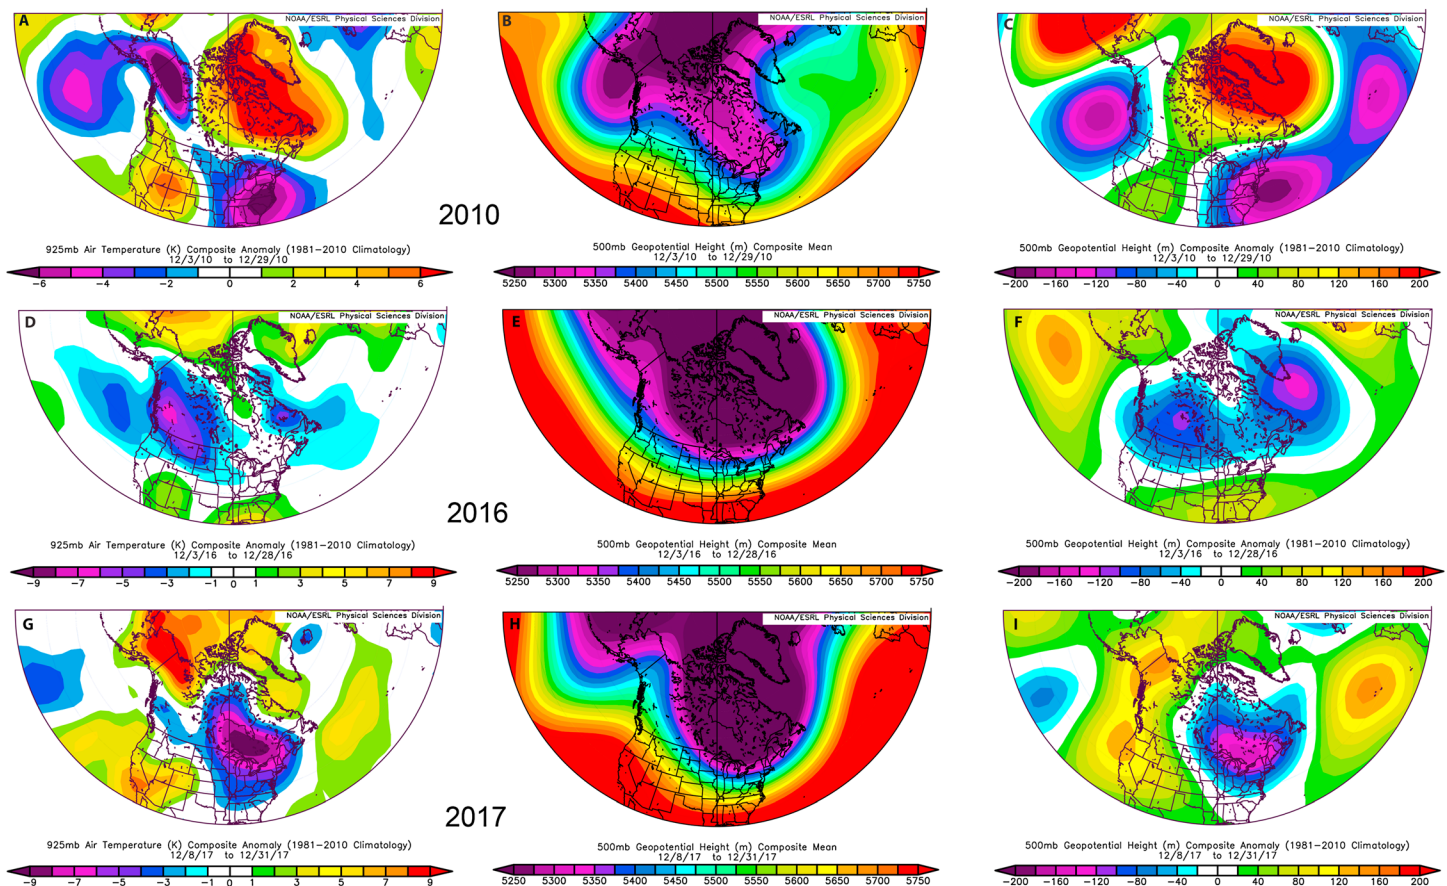 A
NOAA/ESRL Physical Sciences Division
B
NOAA/ESRL Physical Sciences Division
C
NOAA/ESRL Physical Sciences Division
2010
925mb Air Temperature (K) Composite Anomaly (1981−2010 Climatology)
12/3/10 to 12/29/10
−6 −4 −2 0 2 4 6
500mb Geopotential Height (m) Composite Mean
12/3/10 to 12/29/10
5250 5300 5350 5400 5450 5500 5550 5600 5650 5700 5750
500mb Geopotential Height (m) Composite Anomaly (1981−2010 Climatology)
12/3/10 to 12/29/10
−200 −160 −120 −80 −40 0 40 80 120 160 200
D
NOAA/ESRL Physical Sciences Division
E
NOAA/ESRL Physical Sciences Division
F
NOAA/ESRL Physical Sciences Division
2016
925mb Air Temperature (K) Composite Anomaly (1981−2010 Climatology)
12/3/16 to 12/28/16
−9 −7 −5 −3 −1 0 1 3 5 7 9
500mb Geopotential Height (m) Composite Mean
12/3/16 to 12/28/16
5250 5300 5350 5400 5450 5500 5550 5600 5650 5700 5750
500mb Geopotential Height (m) Composite Anomaly (1981−2010 Climatology)
12/3/16 to 12/28/16
−200 −160 −120 −80 −40 0 40 80 120 160 200
G
NOAA/ESRL Physical Sciences Division
H
NOAA/ESRL Physical Sciences Division
I
NOAA/ESRL Physical Sciences Division
2017
925mb Air Temperature (K) Composite Anomaly (1981−2010 Climatology)
12/8/17 to 12/31/17
−9 −7 −5 −3 −1 0 1 3 5 7 9
500mb Geopotential Height (m) Composite Mean
12/8/17 to 12/31/17
5250 5300 5350 5400 5450 5500 5550 5600 5650 5700 5750
500mb Geopotential Height (m) Composite Anomaly (1981−2010 Climatology)
12/8/17 to 12/31/17
−200 −160 −120 −80 −40 0 40 80 120 160 200